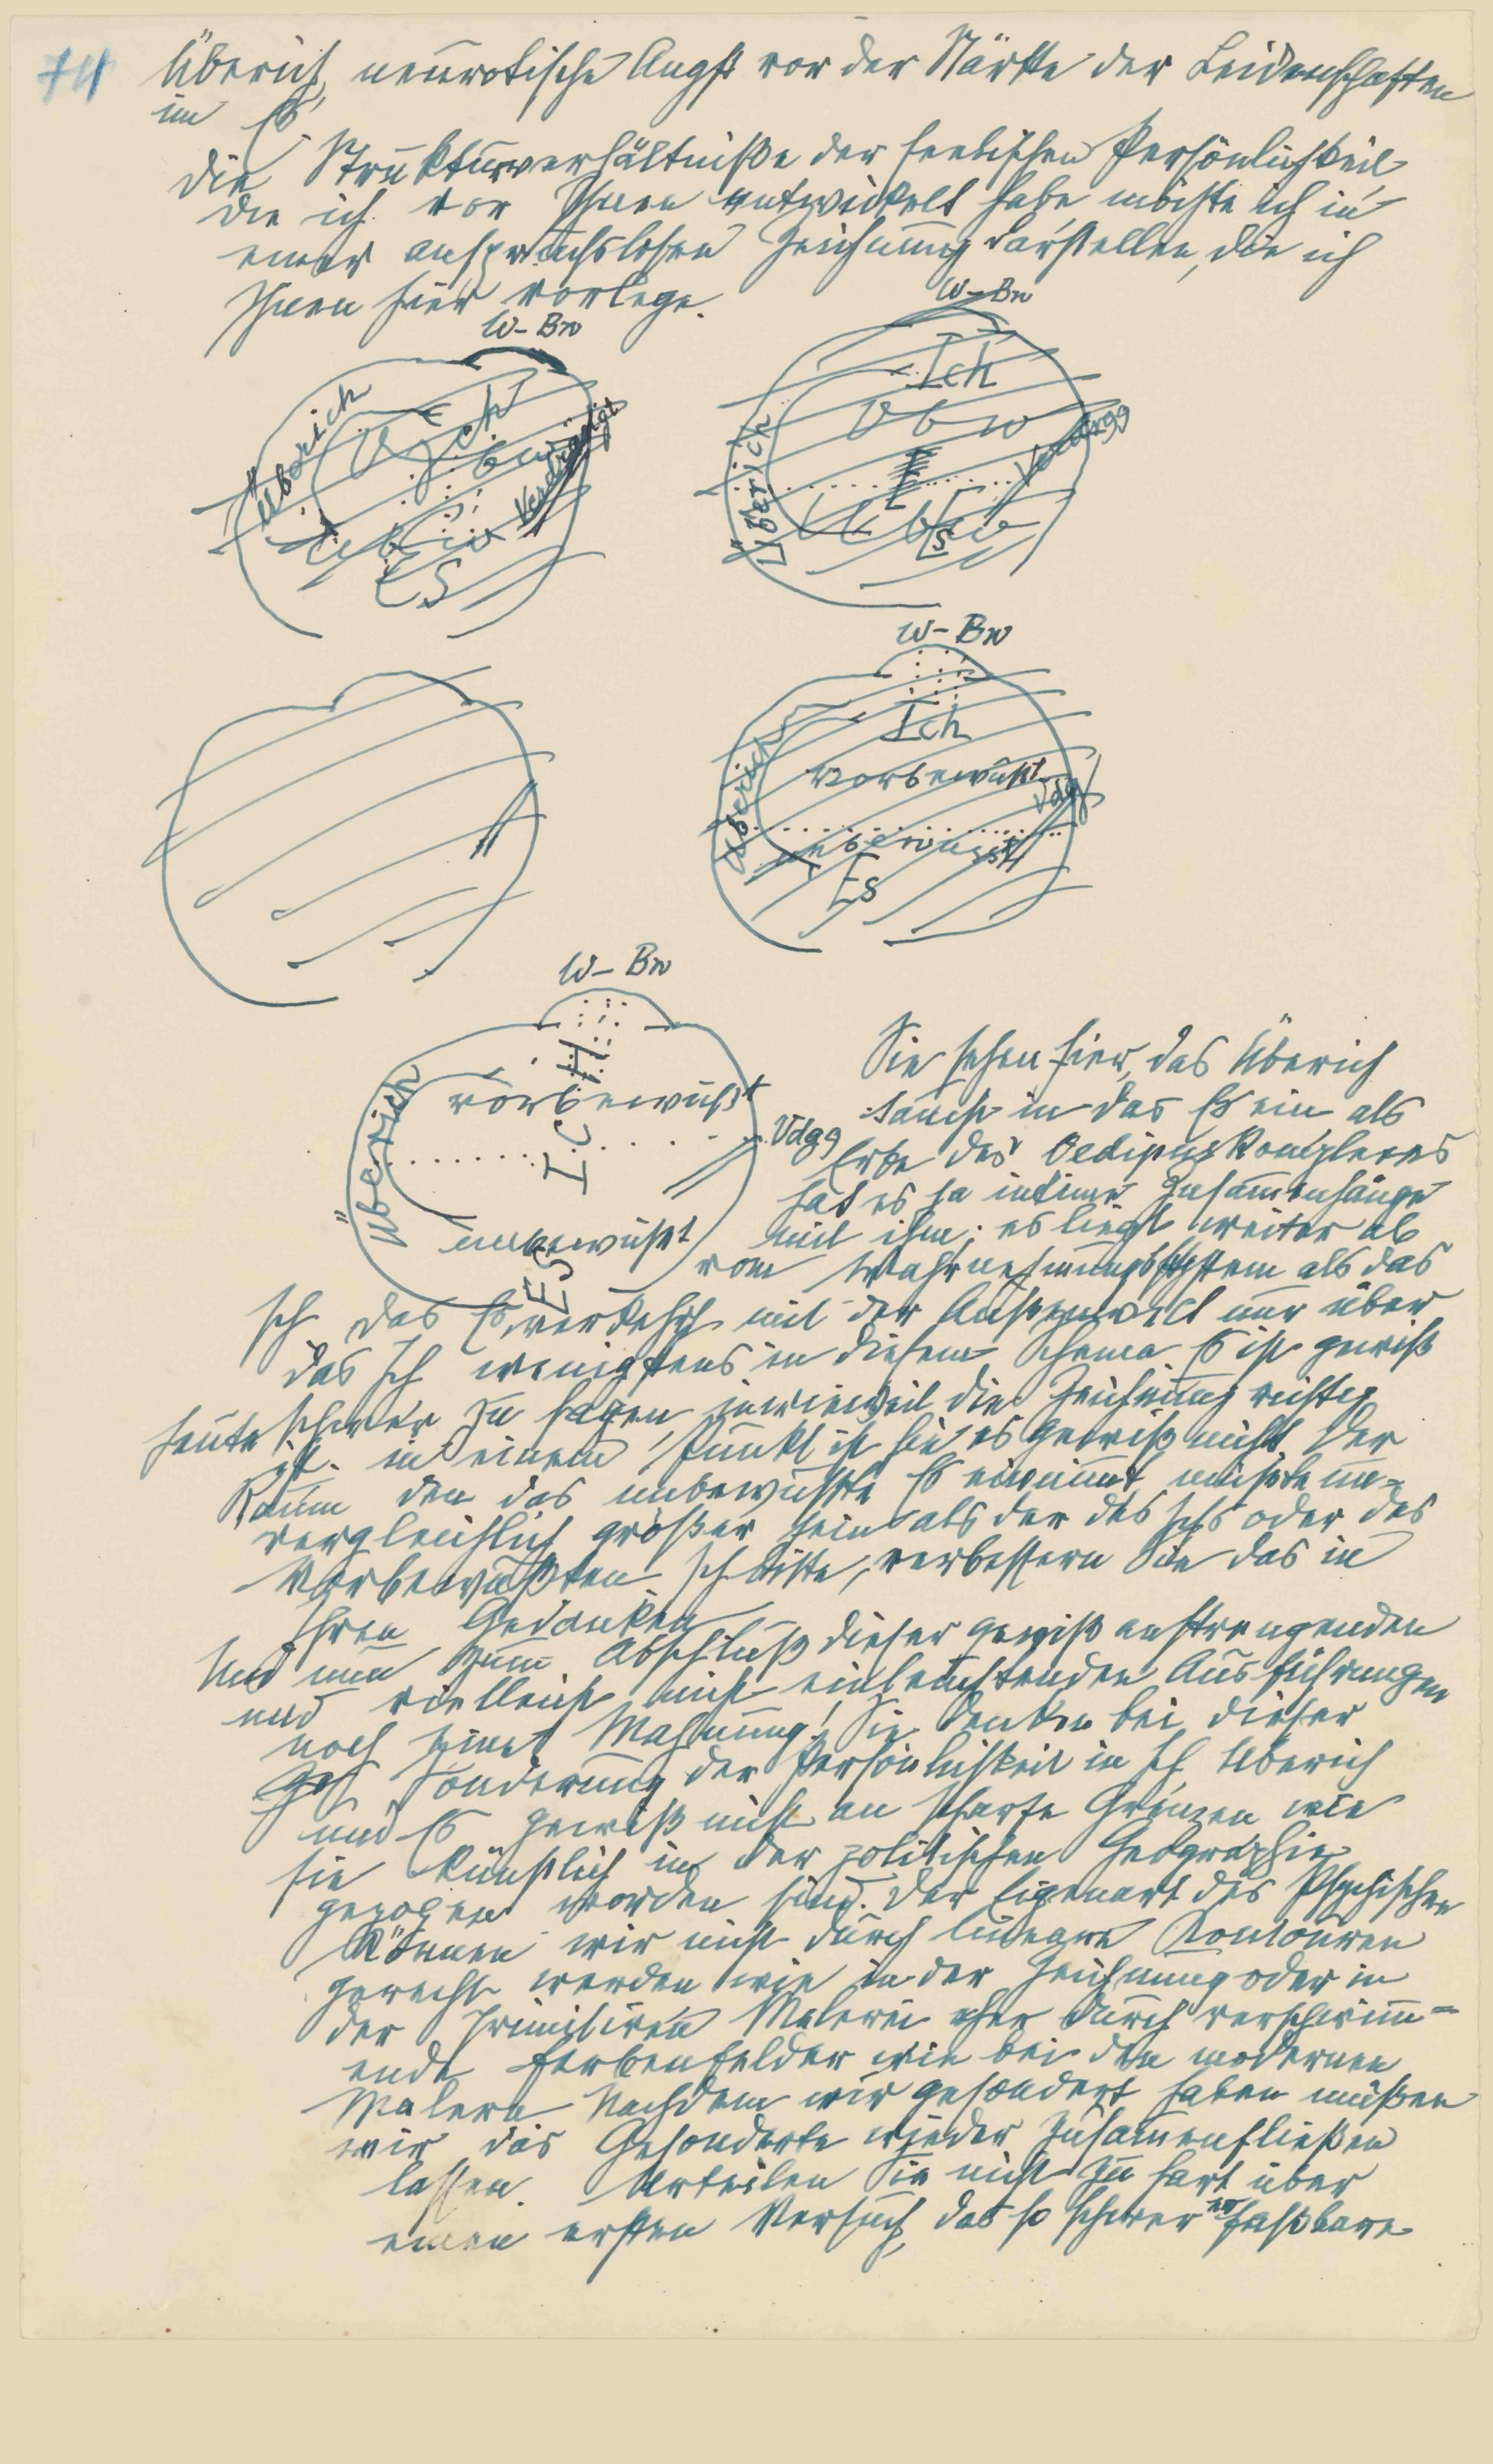 74
Überich, neurotische Angst vor der Stärke der Leidenschaften
im Es
Die Strukturverhältniße der seelischen Persönlichkeit
die ich vor Ihnen entwickelt habe möchte ich in
einer anspruchslosen Zeichnung darstellen, die ich
Ihnen hier vorlege.
W-Bw
W-Bw
Überich
Ich
Ubw
Verdrängt
Es
Überich
Ich
Vbw
Verdrgg
Ubw
Es
W-Bw
Überich
Ich
vorbewußt
Vdg
unbewußt
Es
W-Bw
Überich
ICH
vorbewußt
Vdgg
unbewußt
ES
Sie sehen hier, das Überich
taucht in das Es ein als
Erbe des Oedipuskomplexes
hat es ja intime Zusammenhänge
mit ihm; es liegt weiter ab
vom Wahrnehmungssystem als das
Ich. Das Es verkehrt mit der Außenwelt nur über
das Ich wenigstens in diesem Schema Es ist gewiß
heute schwer zu sagen inwieweit die Zeichnung richtig
ist. in einem Punkt ist sie es gewiß nicht. Der
Raum den das unbewußte Es einnimmt müßte un=
vergleichlich größer sein als der des Ichs oder des
Vorbewußten. Ich bitte, verbessern Sie das in
Ihren Gedanken
Und nun zum Abschluß dieser gewiß anstrengenden
und vielleicht nicht einleuchtenden Ausführungen
noch eine Mahnung! Sie denken bei dieser
Sonderung der Persönlichkeit in Ich Überich
und Es gewiß nicht an scharfe Grenzen wie
sie künstlich in der politischen Geographie
gezogen worden sind. Der Eigenart des Psychischen
können wir nicht durch lineare Kontouren
gerecht werden wie in der Zeichnung oder in
der primitiven Malerei eher durch verschwimm=
ende Farbenfelder wie bei den modernen
Malern Nachdem wir gesondert haben müßen
wir das Gesonderte wieder zusammenfließen
lassen. Urteilen Sie nicht zu hart über
einen ersten Versuch, das so schwer erfaßbare